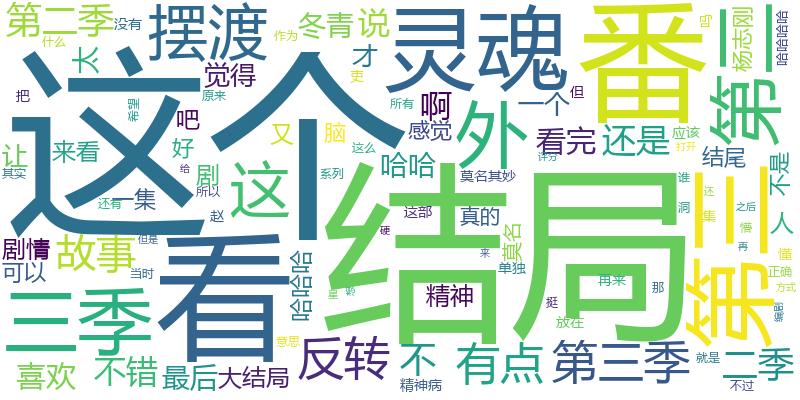 第二季
没有
摆渡
作为
冬青
说
灵魂
番
吗
杨志刚
第二
哈哈哈哈
什么
太
才
觉得
原来
吏
所有
啊
一个
但
把
希望
这个
吧
又
脑
感觉
外
看完
还是
应该
打开
让
来看
好
剧
这
这么
哈哈
评分
结尾
不是
其实
给
一集
所以
系列
莫名其妙
谁
还
还有
赵
这部
真的
洞
集
之后
人
剧情
故事
但是
看
哈哈哈
硬
结局
莫名
来
再
懵
懂
可以
当时
单独
再来
那
第三
正确
方式
三季
皇
精神
挺
放在
编剧
意思
喜欢
不错
最后
大结局
反转
不
精神病
有点
第三季
就是
二季
不过